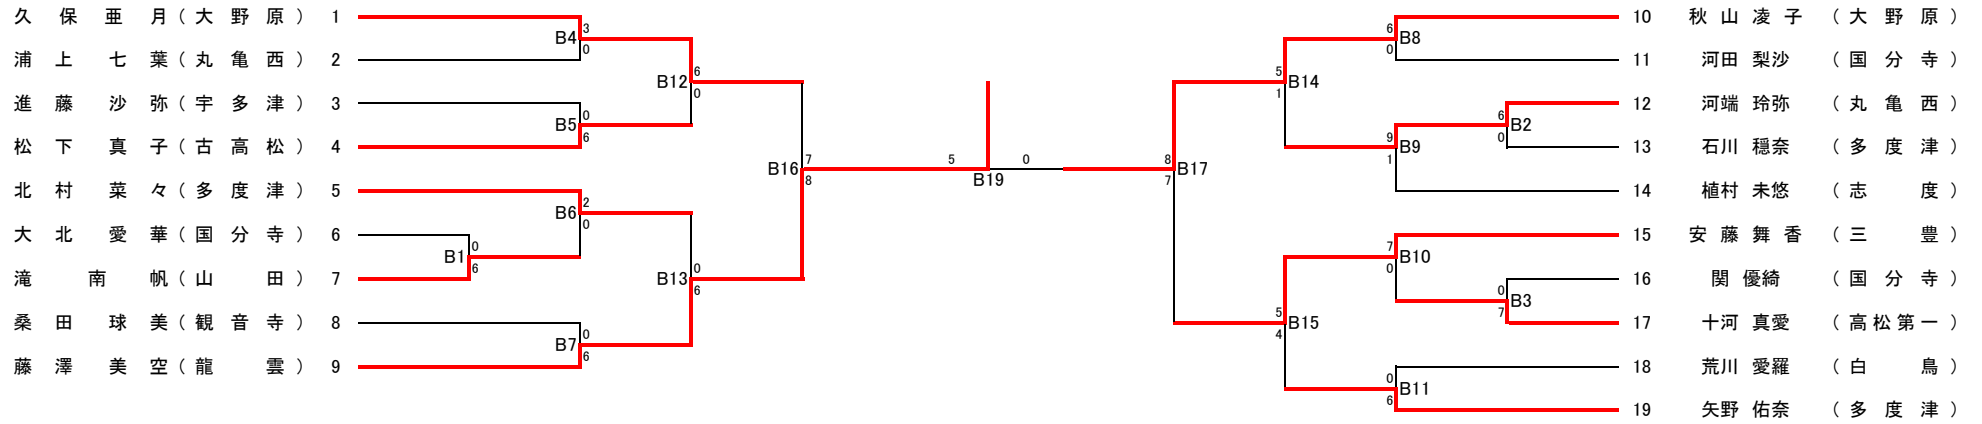 久保亜月(大野原) 1
浦上七葉(丸亀西) 2
進藤沙弥(宇多津) 3
松下真子(古高松) 4
北村菜々(多度津) 5
大北愛華(国分寺) 6
滝南帆(山田) 7
桑田球美(観音寺) 8
藤澤美空(龍雲) 9
B4 3 0
B5 0 6
B6 2 0
B1 0 6
B7 0 6
B12 6 0
B13 0 6
B16 7 8
5 B19 0
B17 8 7
B14 5 1
B15 5 4
B8 6 0
B9 9 1
B2 6 0
B10 7 0
B3 0 7
B11 0 6
10 秋山凌子 (大野原)
11 河田 梨沙 (国分寺)
12 河端 玲弥 (丸亀西)
13 石川 穏奈 (多度津)
14 植村 未悠 (志度)
15 安藤舞香 (三豊)
16 関 優綺 (国分寺)
17 十河 真愛 (高松第一)
18 荒川 愛羅 (白鳥)
19 矢野 佑奈 (多度津)